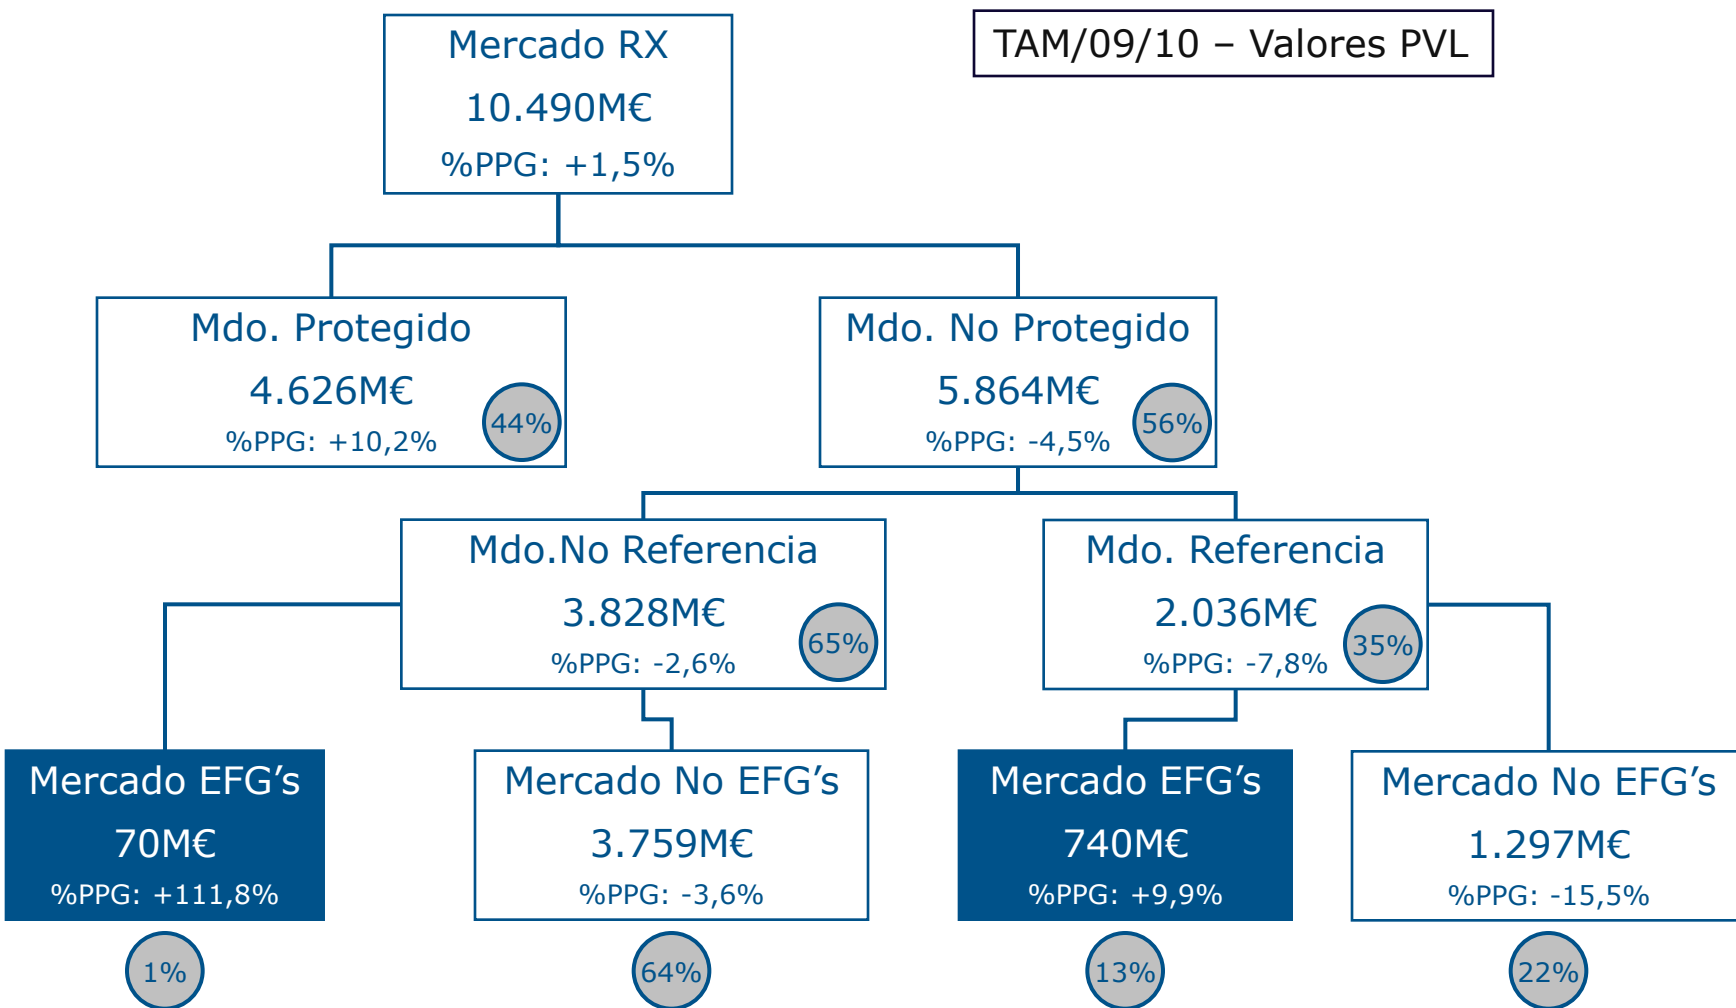 Mercado RX
10.490M€
%PPG: +1,5%
TAM/09/10 – Valores PVL
Mdo. Protegido
4.626M€
%PPG: +10,2%
44%
Mdo. No Protegido
5.864M€
%PPG: -4,5%
56%
Mdo.No Referencia
3.828M€
%PPG: -2,6%
65%
Mdo. Referencia
2.036M€
%PPG: -7,8%
35%
Mercado EFG’s
70M€
%PPG: +111,8%
1%
Mercado No EFG’s
3.759M€
%PPG: -3,6%
64%
Mercado EFG’s
740M€
%PPG: +9,9%
13%
Mercado No EFG’s
1.297M€
%PPG: -15,5%
22%